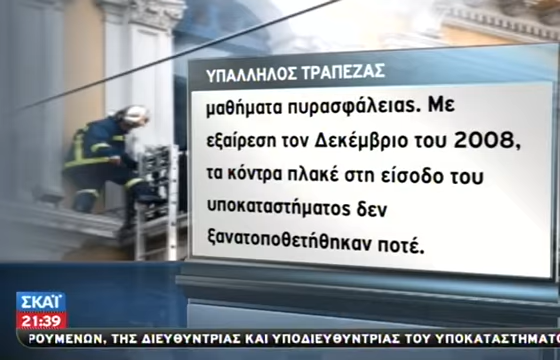 ΥΠΑΛΛΗΛΟΣ ΤΡΑΠΕΖΑΣ
μαθήματα πυρασφάλειας. Με
εξαίρεση τον Δεκέμβριο του 2008,
τα κόντρα πλακέ στη είσοδο του
υποκαταστήματος δεν
ξανατοποθετήθηκαν ποτέ.
ΣΚΑΪ
21:39
ΡΟΥΜΕΝΩΝ, ΤΗΣ ΔΙΕΥΘΥΝΤΡΙΑΣ ΚΑΙ ΥΠΟΔΙΕΥΘΥΝΤΡΙΑΣ ΤΟΥ ΥΠΟΚΑΤΑΣΤΗΜΑΤ